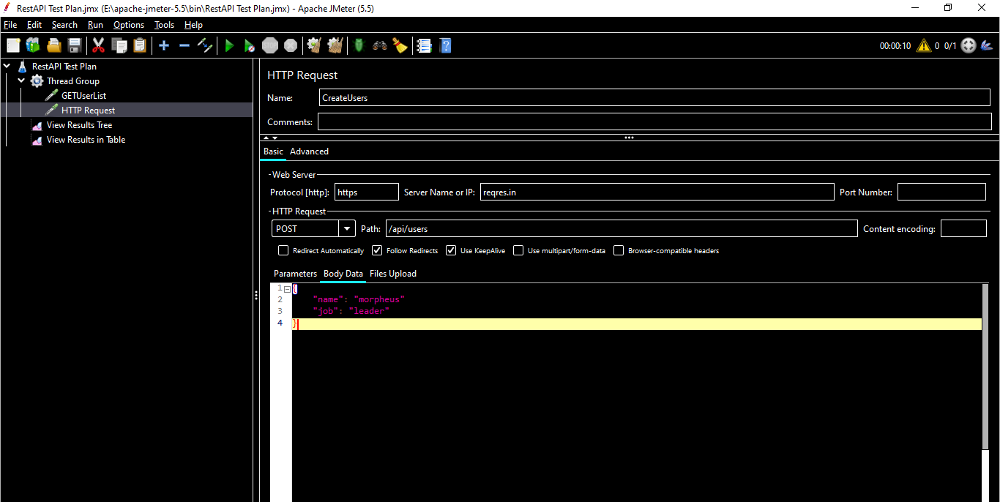 RestAPI Test Plan.jmx (E:\apache-jmeter-5.5\bin\RestAPI Test Plan.jmx) - Apache JMeter (5.5)
File Edit Search Run Options Tools Help
00:00:10 0 0/1
RestAPI Test Plan
Thread Group
GETUserList
HTTP Request
View Results Tree
View Results in Table
HTTP Request
Name: CreateUsers
Comments:
Basic Advanced
Web Server
Protocol [http]: https Server Name or IP: reqres.in Port Number:
HTTP Request
POST Path: /api/users Content encoding:
Redirect Automatically Follow Redirects Use KeepAlive Use multipart/form-data Browser-compatible headers
Parameters Body Data Files Upload
1 {
2 "name": "morpheus"
3 "job": "leader"
4 }